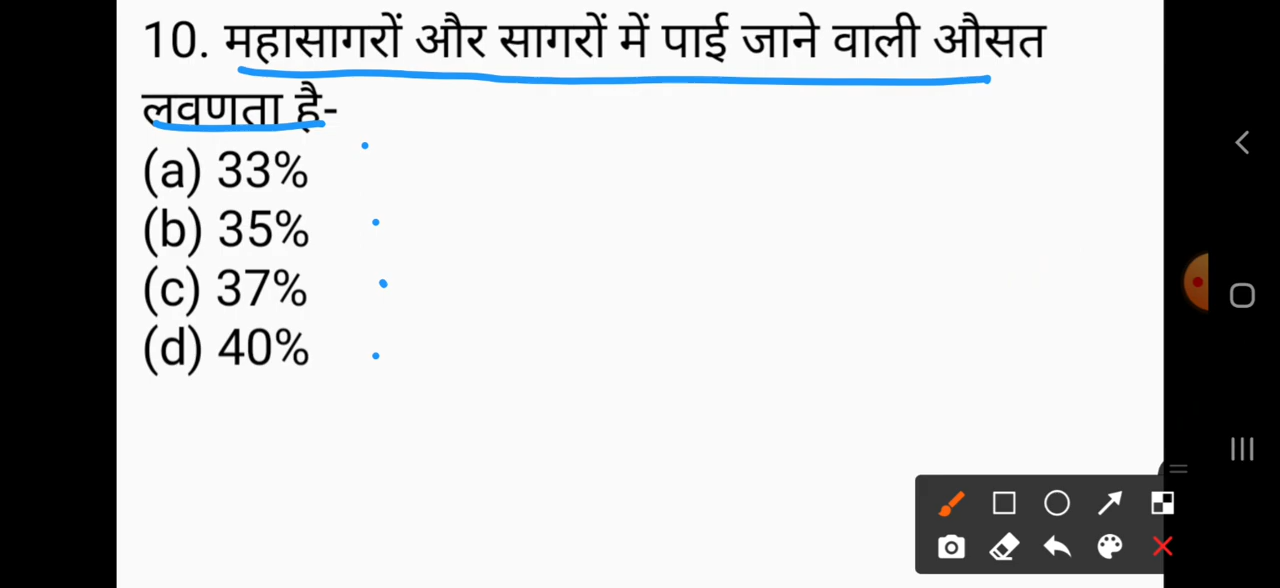 10. महासागरों और सागरों में पाई जाने वाली औसत
लवणता है-
(a) 33%
(b) 35%
(c) 37%
(d) 40%